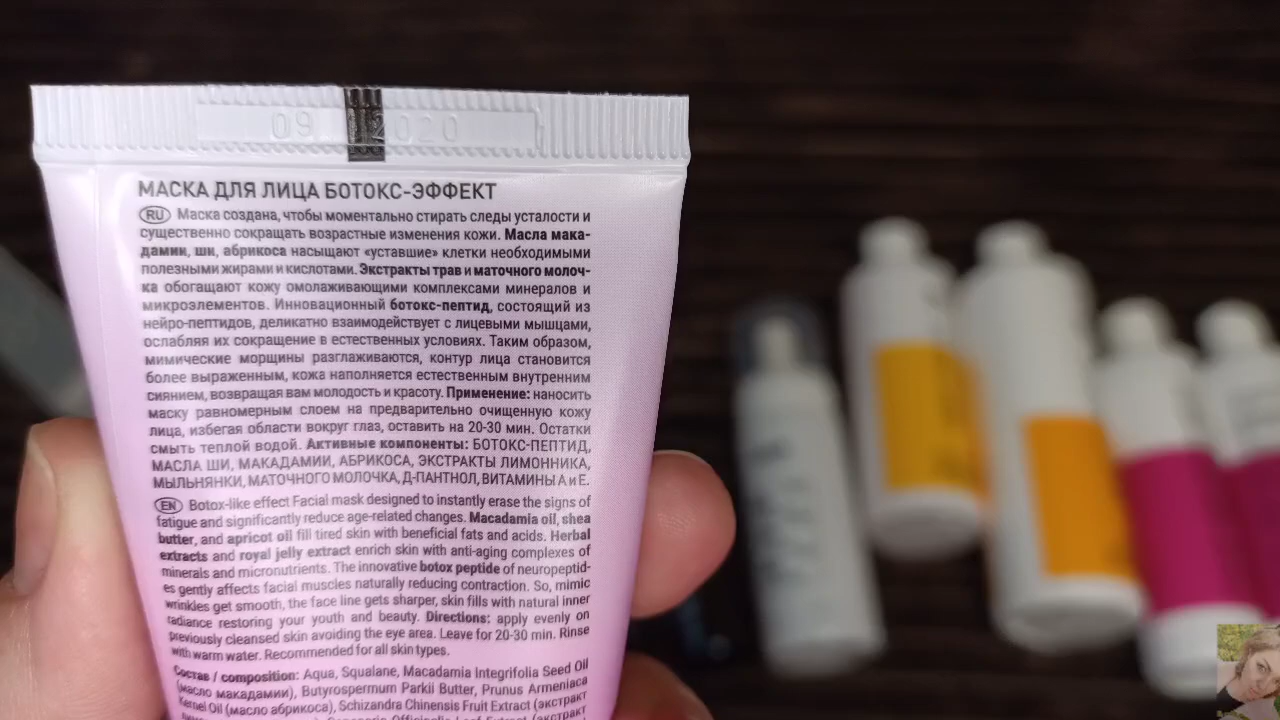 09 2020
МАСКА ДЛЯ ЛИЦА БОТОКС-ЭФФЕКТ
RU Маска создана, чтобы моментально стирать следы усталости и
существенно сокращать возрастные изменения кожи. Масла мака-
дамии, ши, абрикоса насыщают «уставшие» клетки необходимыми
полезными жирами и кислотами. Экстракты трав и маточного молоч-
ка обогащают кожу омолаживающими комплексами минералов и
микроэлементов. Инновационный ботокс-пептид, состоящий из
нейро-пептидов, деликатно взаимодействует с лицевыми мышцами,
ослабляя их сокращение в естественных условиях. Таким образом,
мимические морщины разглаживаются, контур лица становится
более выраженным, кожа наполняется естественным внутренним
сиянием, возвращая вам молодость и красоту. Применение: наносить
маску равномерным слоем на предварительно очищенную кожу
лица, избегая области вокруг глаз, оставить на 20-30 мин. Остатки
смыть теплой водой. Активные компоненты: БОТОКС-ПЕПТИД,
МАСЛА ШИ, МАКАДАМИИ, АБРИКОСА, ЭКСТРАКТЫ ЛИМОННИКА,
МЫЛЬНЯНКИ, МАТОЧНОГО МОЛОЧКА, Д-ПАНТНОЛ, ВИТАМИНЫ А и Е.
EN Botox-like effect Facial mask designed to instantly erase the signs of
fatigue and significantly reduce age-related changes. Macadamia oil, shea
butter, and apricot oil fill tired skin with beneficial fats and acids. Herbal
extracts and royal jelly extract enrich skin with anti-aging complexes of
minerals and micronutrients. The innovative botox peptide of neuropeptid-
es gently affects facial muscles naturally reducing contraction. So, mimic
wrinkles get smooth, the face line gets sharper, skin fills with natural inner
radiance restoring your youth and beauty. Directions: apply evenly on
previously cleansed skin avoiding the eye area. Leave for 20-30 min. Rinse
with warm water. Recommended for all skin types.
Состав / composition: Aqua, Squalane, Macadamia Integrifolia Seed Oil
(масло макадамии), Butyrospermum Parkii Butter, Prunus Armeniaca
Kernel Oil (масло абрикоса), Schizandra Chinensis Fruit Extract (экстракт
Officinalis Leaf Extract (экстракт